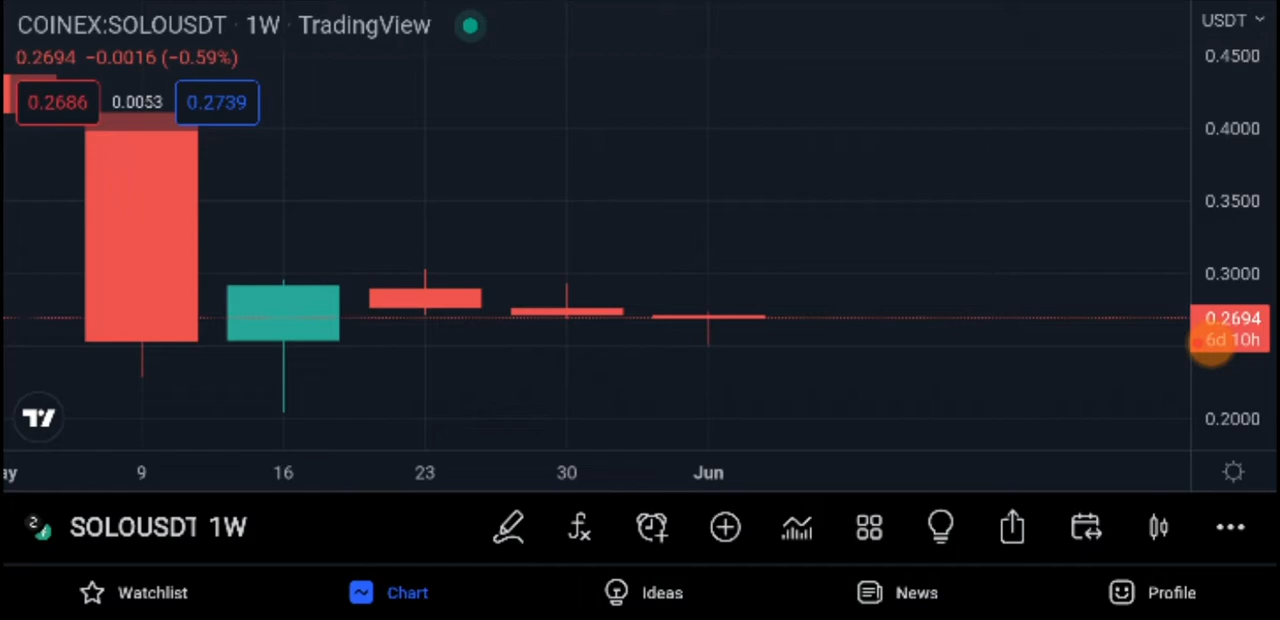 COINEX:SOLOUSDT · 1W · TradingView
USDT
0.2694 −0.0016 (−0.59%)
0.2686 0.0053 0.2739
0.4500
0.4000
0.3500
0.3000
0.2694
6d 10h
0.2000
ay 9 16 23 30 Jun
SOLOUSDT 1W
Watchlist Chart Ideas News Profile